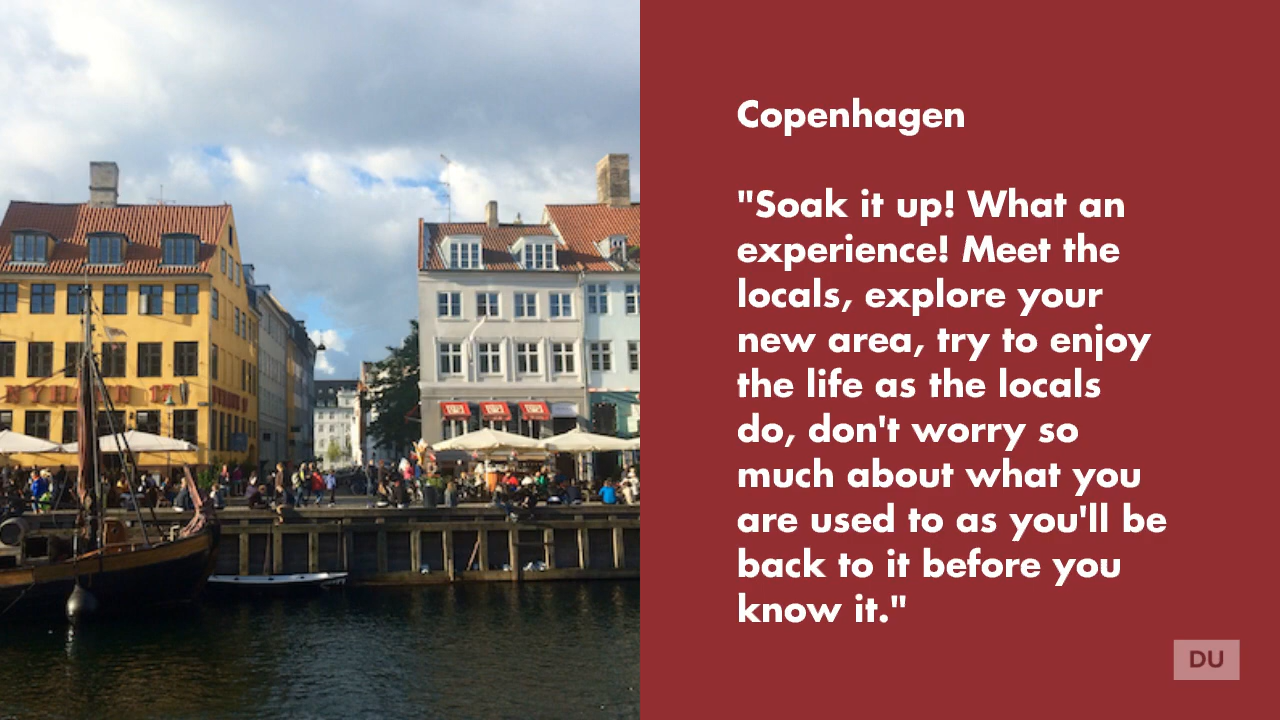 NYHAVN 17
Copenhagen
"Soak it up! What an
experience! Meet the
locals, explore your
new area, try to enjoy
the life as the locals
do, don't worry so
much about what you
are used to as you'll be
back to it before you
know it."
DU